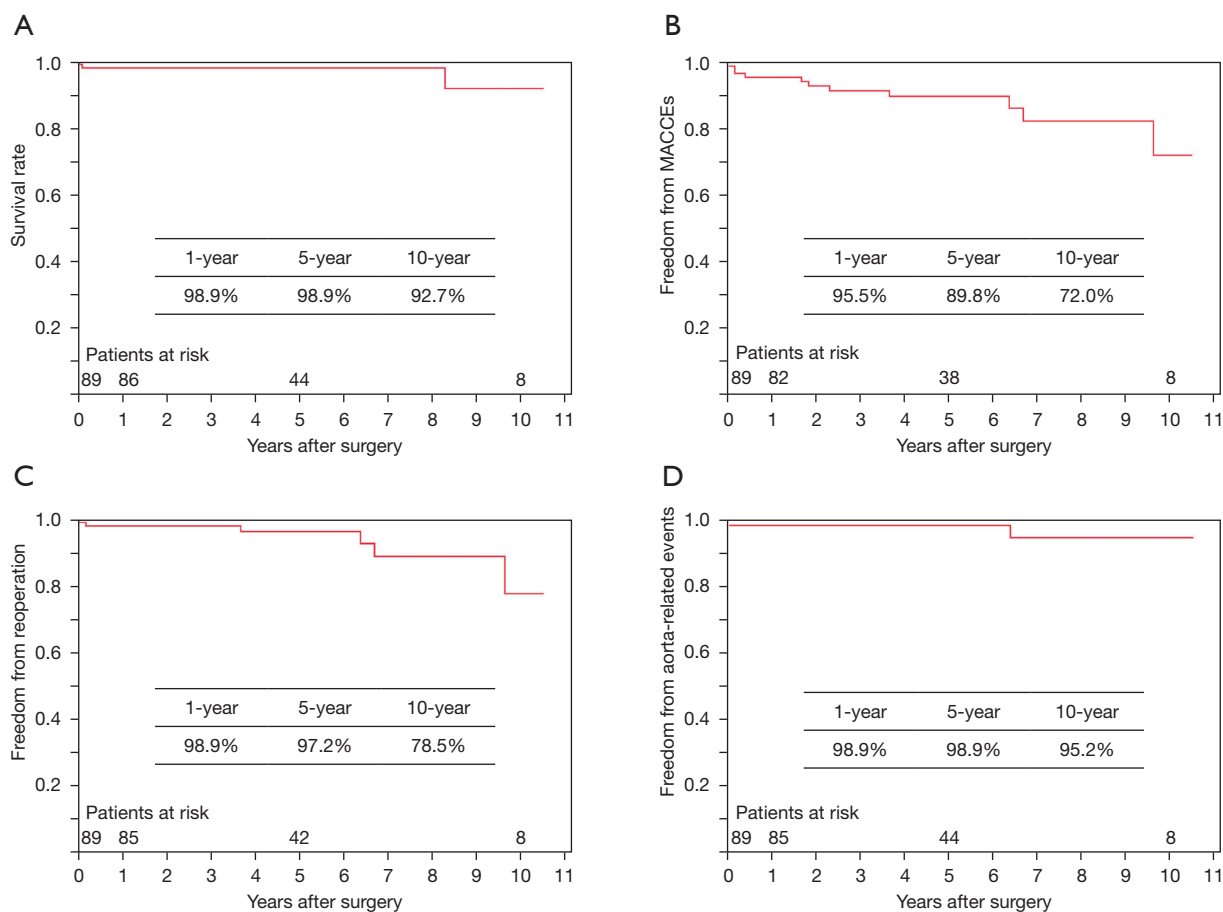 A
Survival rate
1.0
0.8
0.6
0.4
0.2
1-year 5-year 10-year
98.9% 98.9% 92.7%
Patients at risk
89 86 44 8
0 1 2 3 4 5 6 7 8 9 10 11
Years after surgery
B
Freedom from MACCEs
1.0
0.8
0.6
0.4
0.2
1-year 5-year 10-year
95.5% 89.8% 72.0%
Patients at risk
89 82 38 8
0 1 2 3 4 5 6 7 8 9 10 11
Years after surgery
C
Freedom from reoperation
1.0
0.8
0.6
0.4
0.2
1-year 5-year 10-year
98.9% 97.2% 78.5%
Patients at risk
89 85 42 8
0 1 2 3 4 5 6 7 8 9 10 11
Years after surgery
D
Freedom from aorta-related events
1.0
0.8
0.6
0.4
0.2
1-year 5-year 10-year
98.9% 98.9% 95.2%
Patients at risk
89 85 44 8
0 1 2 3 4 5 6 7 8 9 10 11
Years after surgery